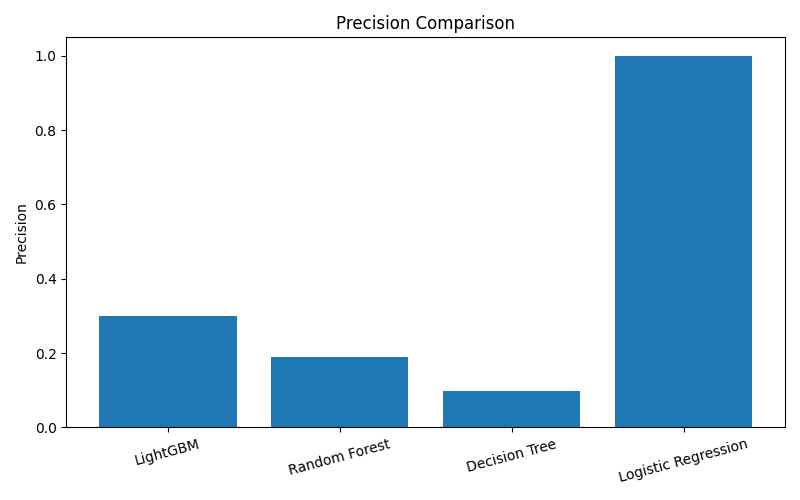 Precision Comparison
Precision
1.0
0.8
0.6
0.4
0.2
0.0
LightGBM
Random Forest
Decision Tree
Logistic Regression